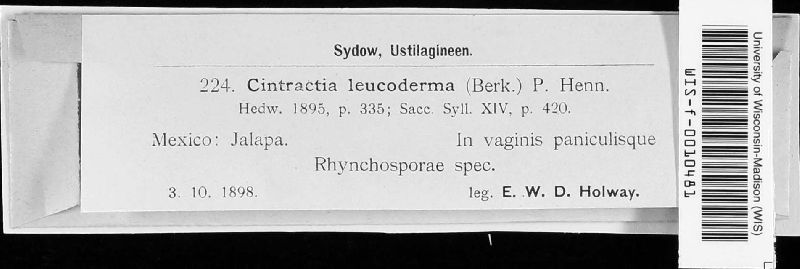 Sydow, Ustilagineen.
224. Cintractia leucoderma (Berk.) P. Henn.
Hedw. 1895, p. 335; Sacc. Syll. XIV, p. 420.
Mexico: Jalapa. In vaginis paniculisque
Rhynchosporae spec.
3. 10. 1898. leg. E. W. D. Holway.
University of Wisconsin-Madison (WIS)
WIS-f-0010481